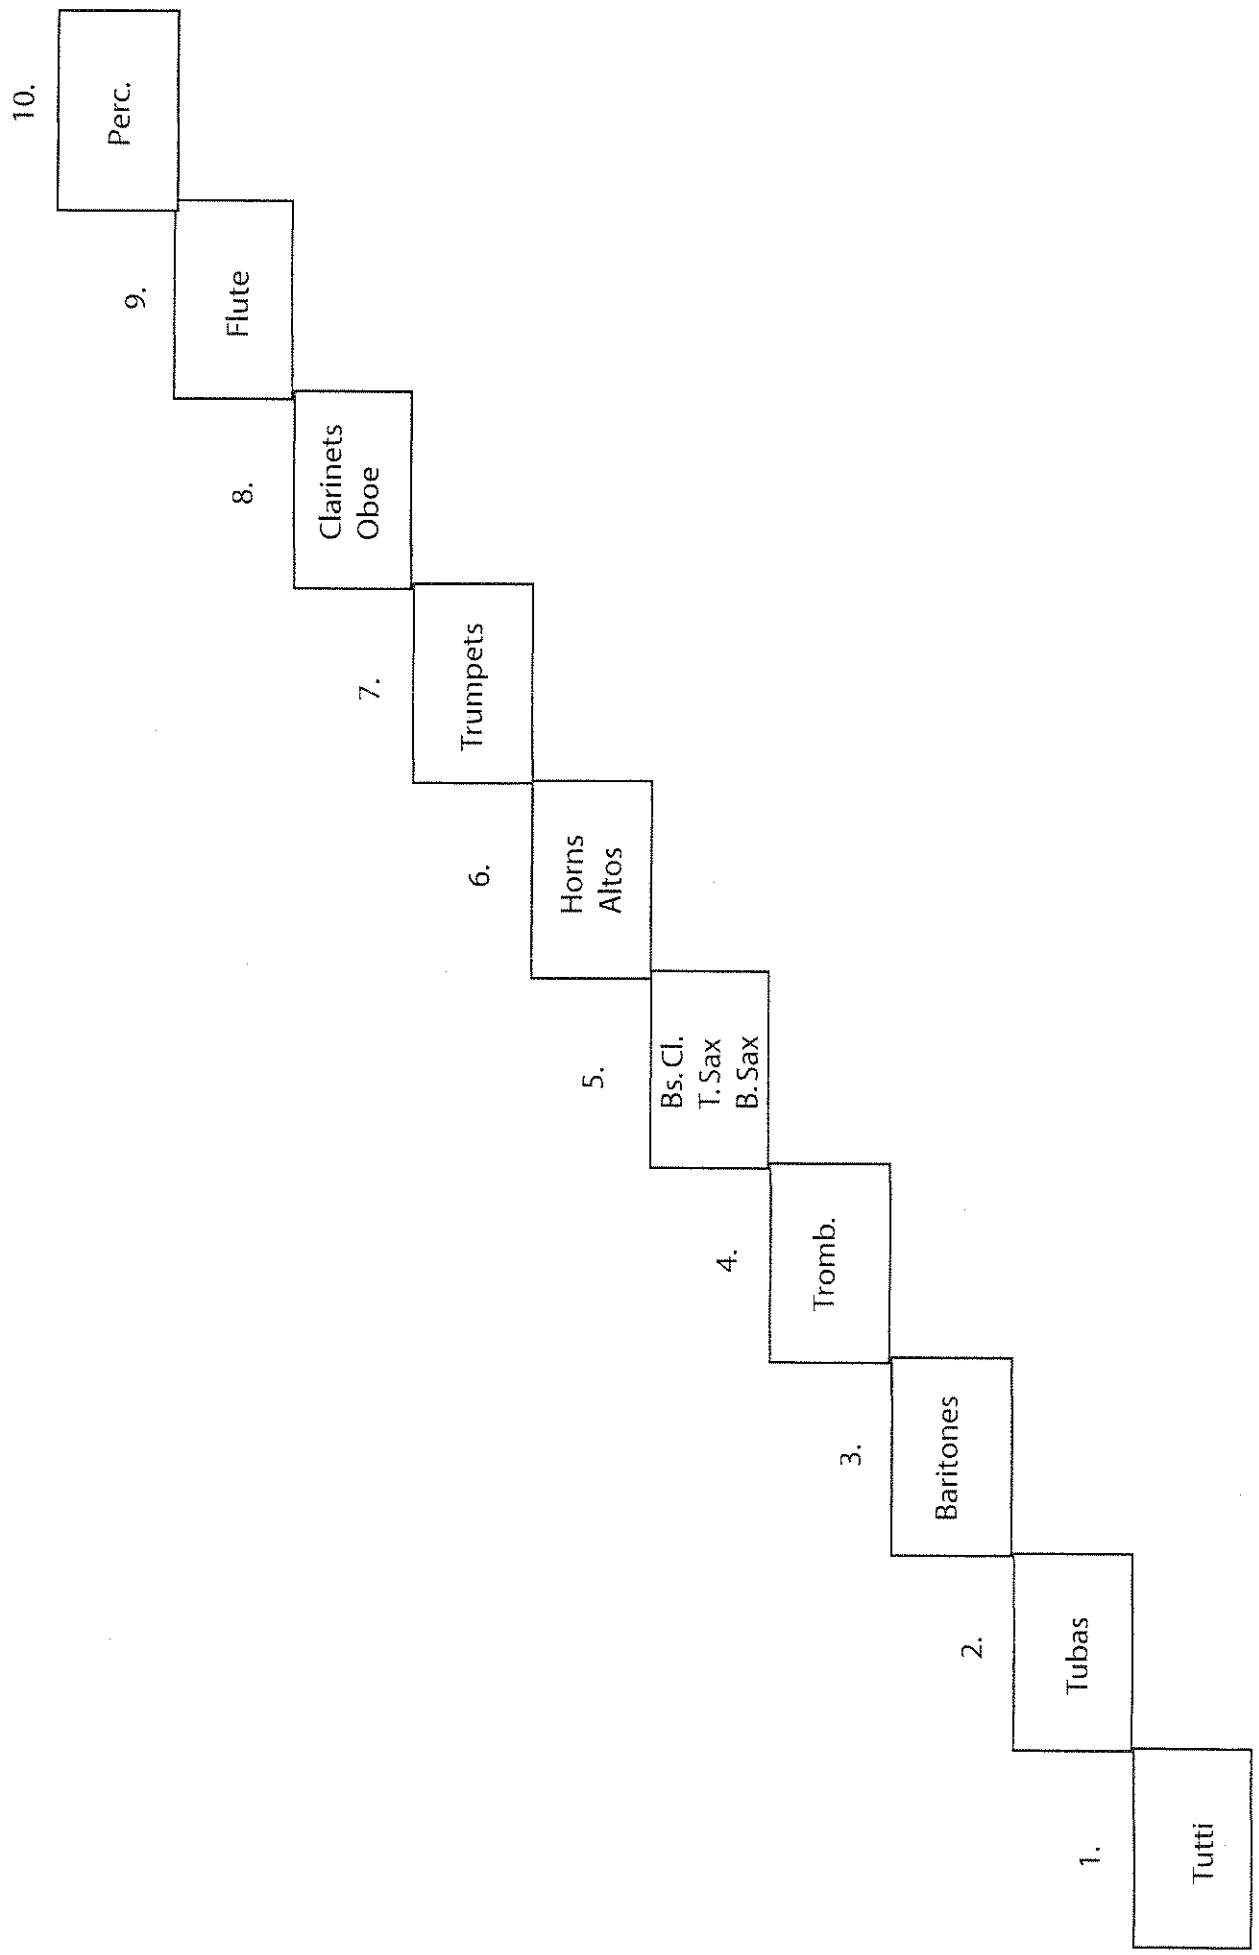 1.
Tutti
2.
Tubas
3.
Baritones
4.
Tromb.
5.
Bs. Cl.
T. Sax
B. Sax
6.
Horns
Altos
7.
Trumpets
8.
Clarinets
Oboe
9.
Flute
10.
Perc.